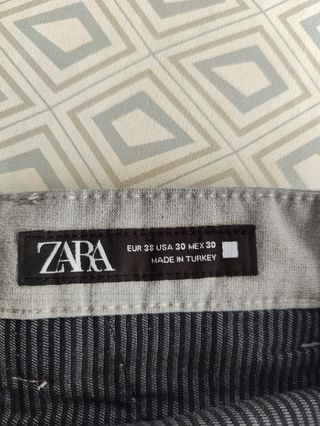 ZARA
EUR 38 USA 30 MEX 30
MADE IN TURKEY